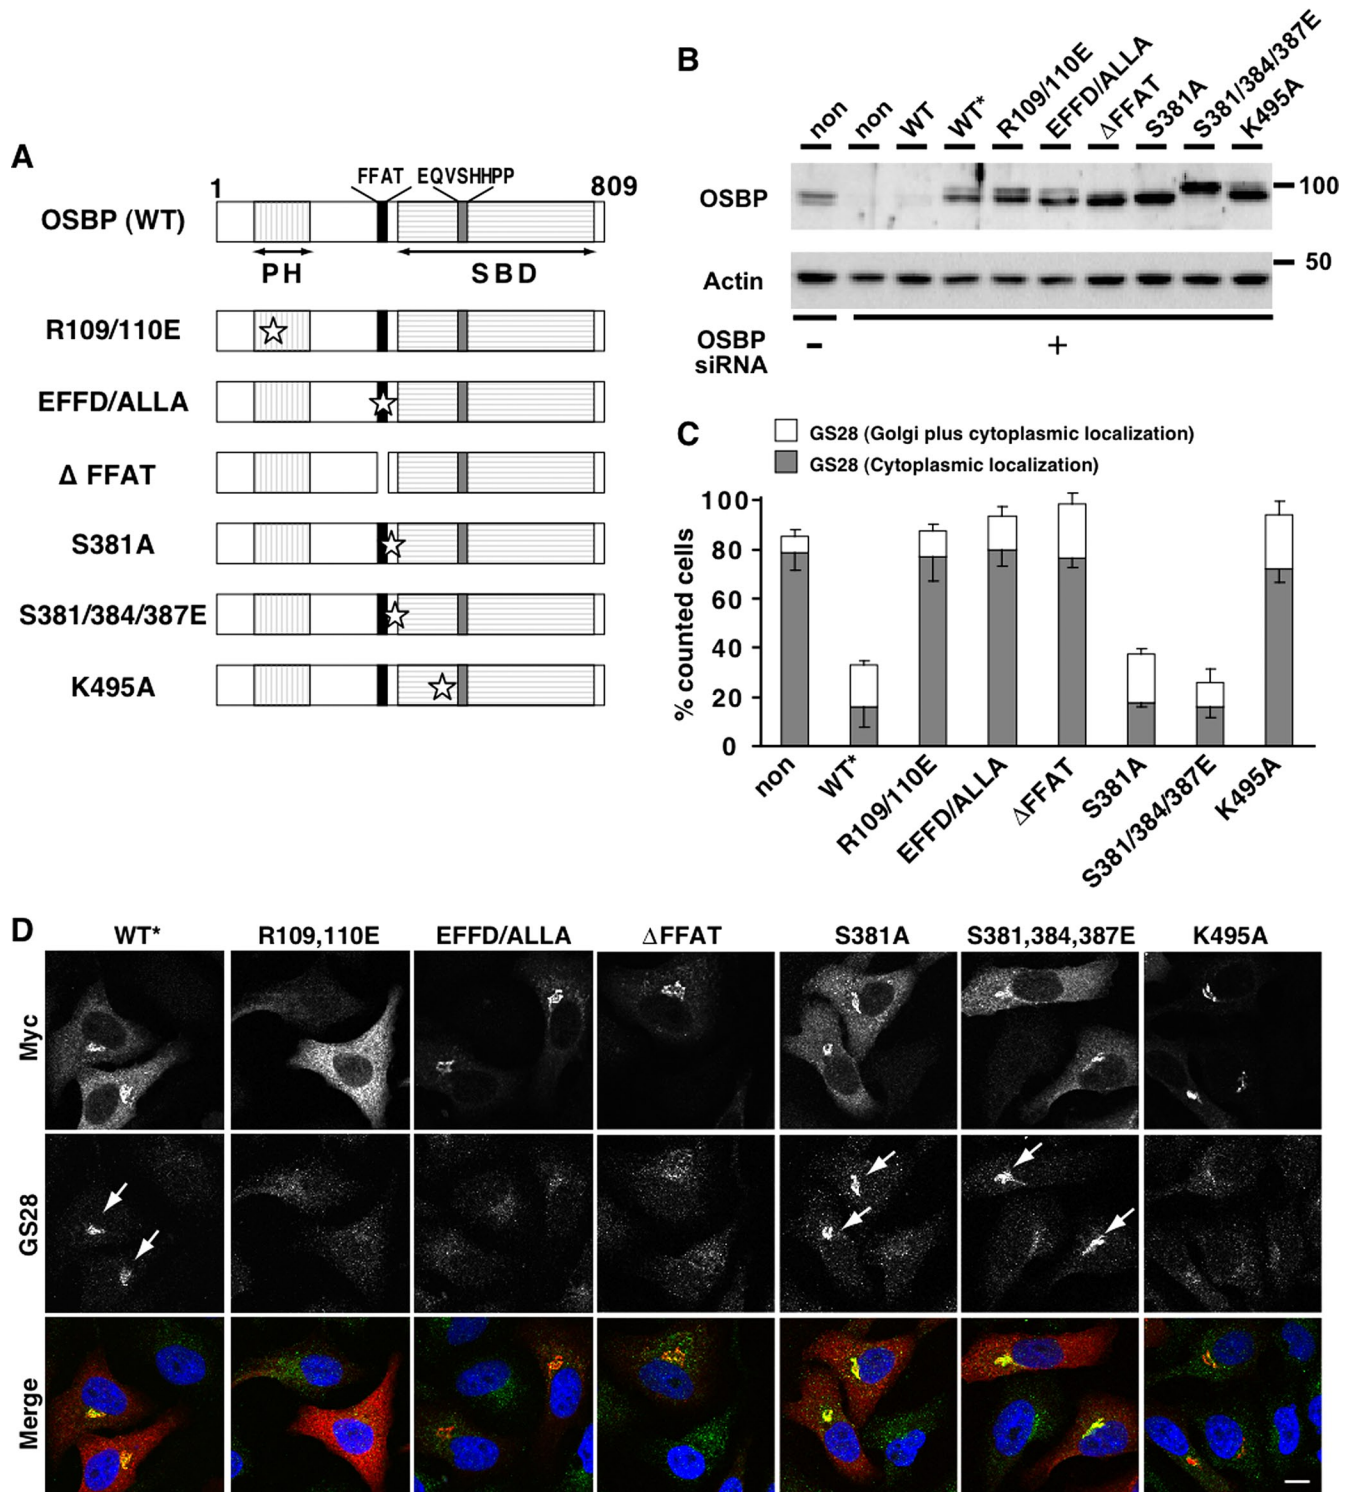 A
1
FFAT EQVSHHPP
809
OSBP (WT)
PH
SBD
R109/110E
EFFD/ALLA
Δ FFAT
S381A
S381/384/387E
K495A
B
non
non
WT
WT*
R109/110E
EFFD/ALLA
ΔFFAT
S381A
S381/384/387E
K495A
OSBP
100
50
Actin
OSBP
siRNA
-
+
C
GS28 (Golgi plus cytoplasmic localization)
GS28 (Cytoplasmic localization)
% counted cells
100
80
60
40
20
0
non
WT*
R109/110E
EFFD/ALLA
ΔFFAT
S381A
S381/384/387E
K495A
D
WT*
R109,110E
EFFD/ALLA
ΔFFAT
S381A
S381,384,387E
K495A
Myc
GS28
Merge